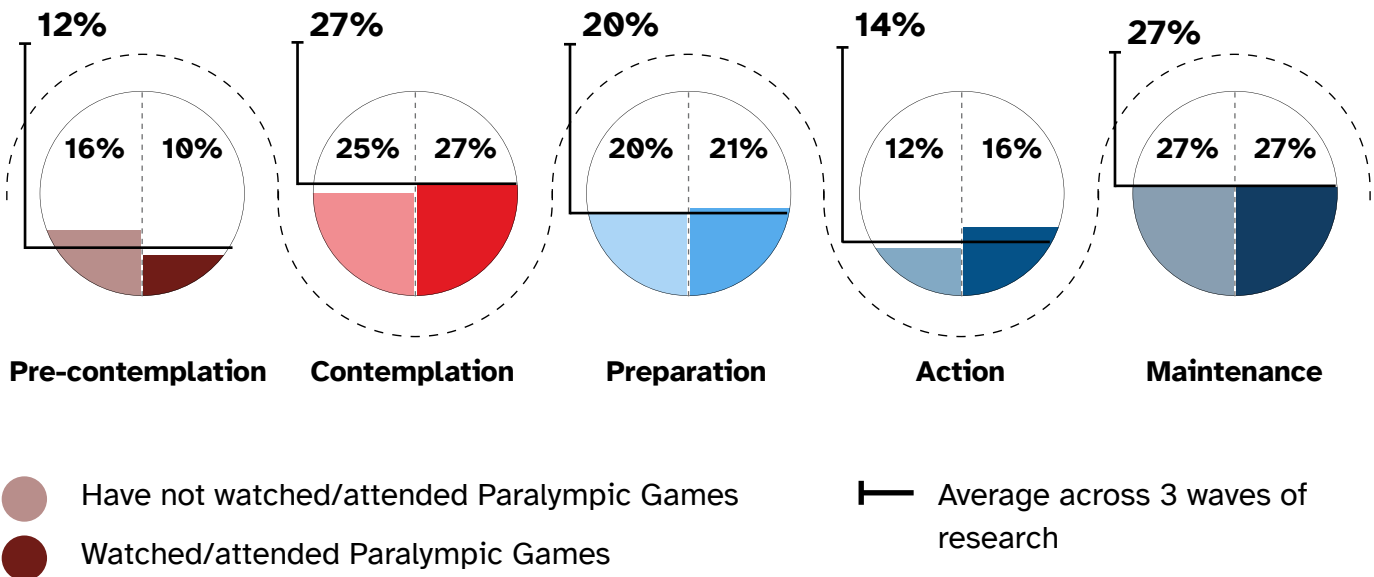 12% 27% 20% 14% 27%
16% 10% 25% 27% 20% 21% 12% 16% 27% 27%
Pre-contemplation Contemplation Preparation Action Maintenance
Have not watched/attended Paralympic Games
Watched/attended Paralympic Games
Average across 3 waves of
research